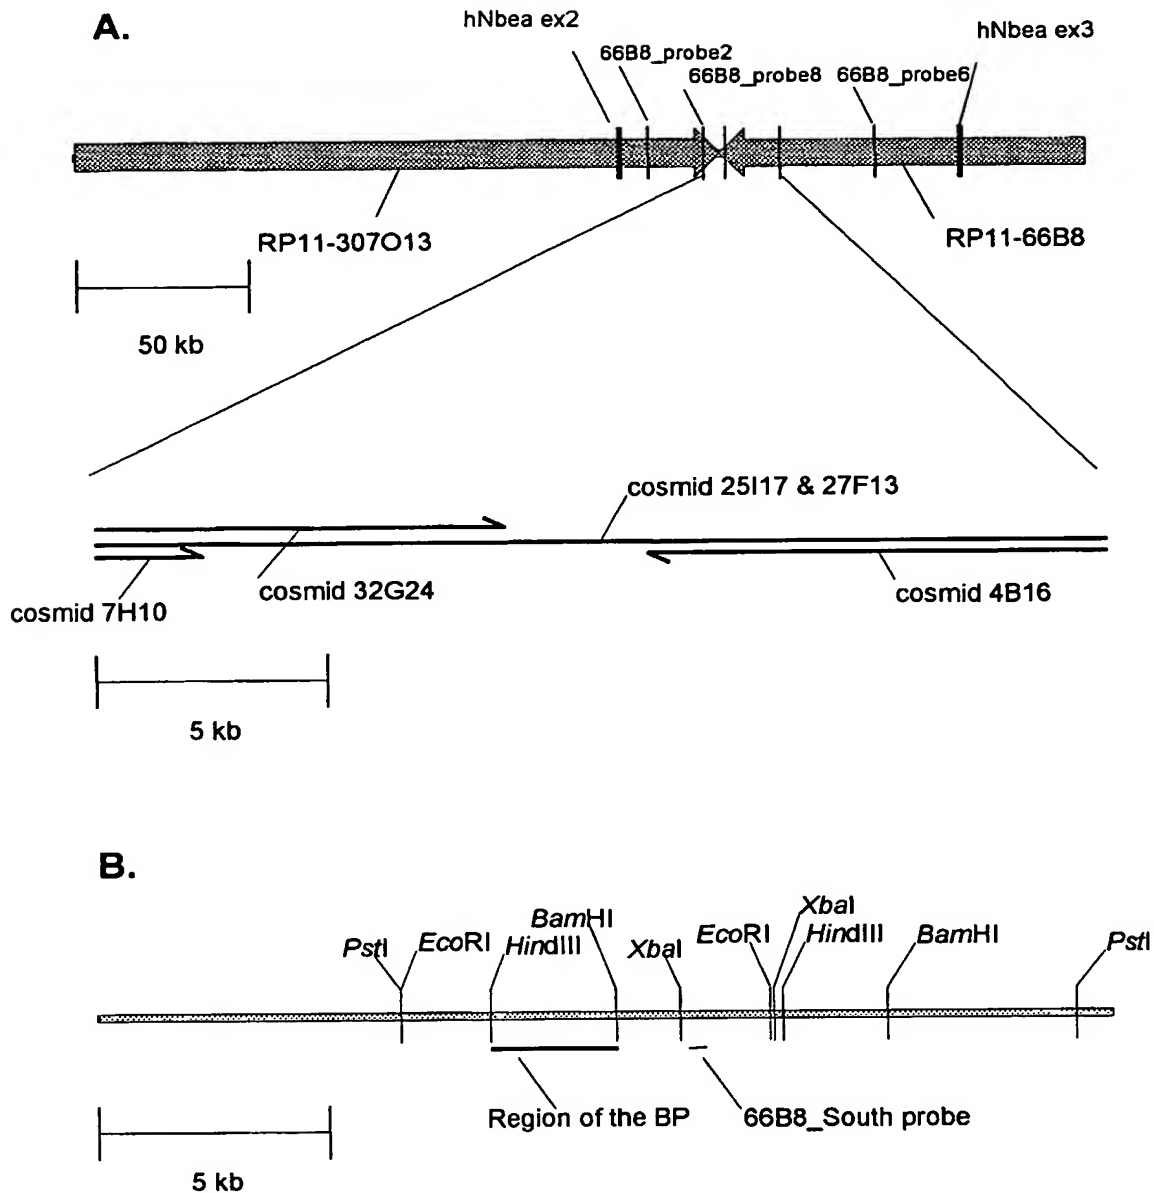 A.
hNbea ex2
hNbea ex3
66B8_probe2
66B8_probe8
66B8_probe6
RP11-307O13
RP11-66B8
50 kb
cosmid 25I17 & 27F13
cosmid 32G24
cosmid 4B16
cosmid 7H10
5 kb
B.
XbaI
BamHI
PstI
EcoRI
HindIII
XbaI
EcoRI
HindIII
BamHI
PstI
Region of the BP
66B8_South probe
5 kb